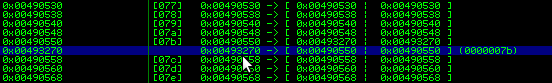 0x00490530 [077] 0x00490530 -> [ 0x00490530 ¦ 0x00490530 ]
0x00490538 [078] 0x00490538 -> [ 0x00490538 ¦ 0x00490538 ]
0x00490540 [079] 0x00490540 -> [ 0x00490540 ¦ 0x00490540 ]
0x00490548 [07a] 0x00490548 -> [ 0x00490548 ¦ 0x00490548 ]
0x00490550 [07b] 0x00490550 -> [ 0x00493270 ¦ 0x00493270 ]
0x00493270 0x00493270 -> [ 0x00490550 ¦ 0x00490550 ] (0000007b)
0x00490558 [07c] 0x00490558 -> [ 0x00490558 ¦ 0x00490558 ]
0x00490560 [07d] 0x00490560 -> [ 0x00490560 ¦ 0x00490560 ]
0x00490568 [07e] 0x00490568 -> [ 0x00490568 ¦ 0x00490568 ]